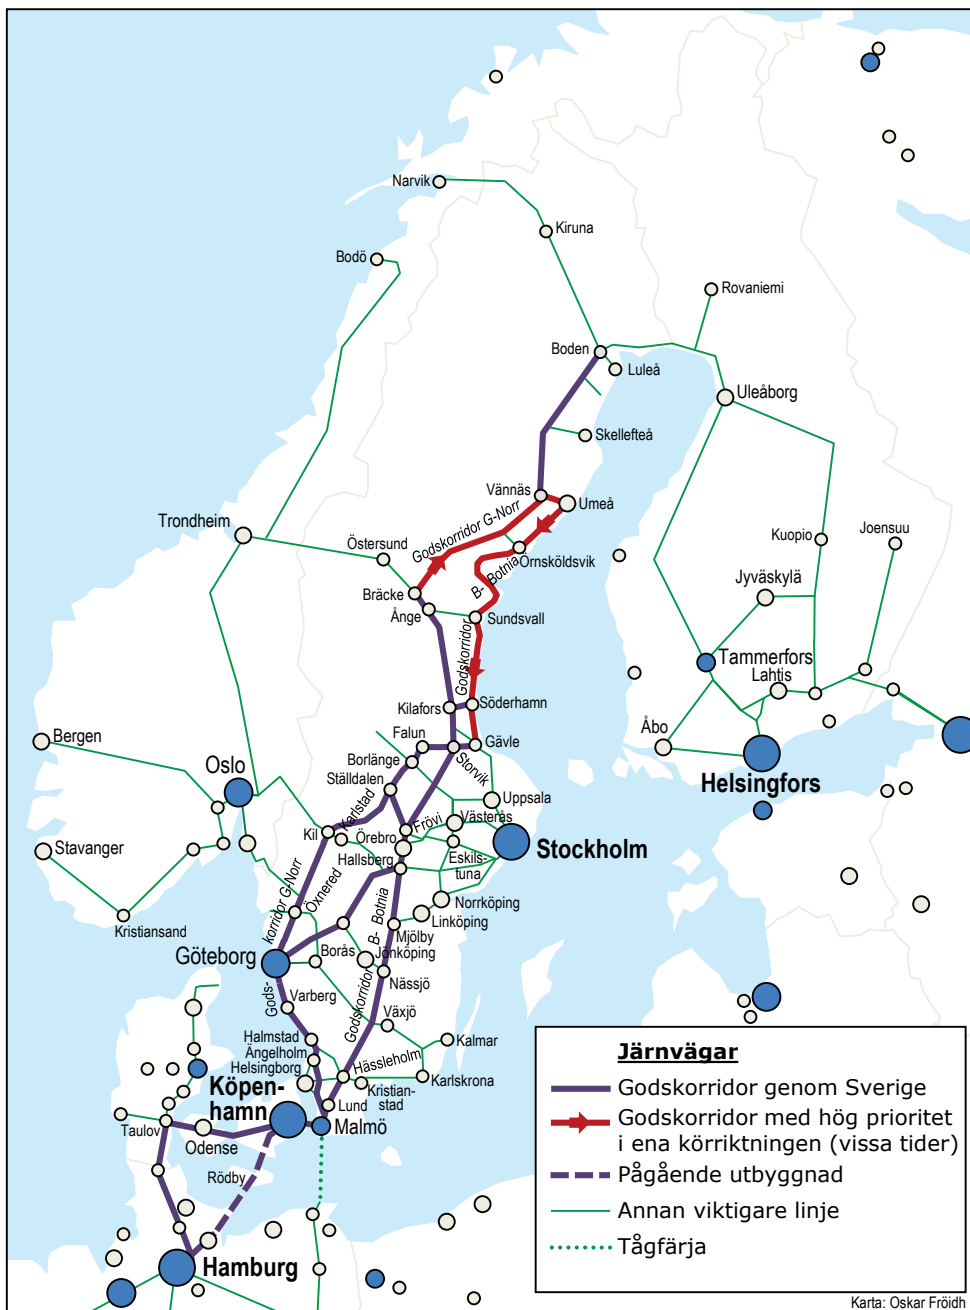 Narvik
Kiruna
Bodö
Rovaniemi
Boden
Luleå
Uleåborg
Skellefteå
Vännäs
Umeå
Godskorridor G-Norr
Trondheim
Östersund
Örnsköldsvik
Kuopio
Joensuu
Bräcke
B- Botnia
Jyväskylä
Ånge
Sundsvall
Godskorridor
Tammerfors
Lahtis
Kilafors
Söderhamn
Bergen
Falun
Gävle
Åbo
Oslo
Borlänge
Storvik
Helsingfors
Ställdalen
Uppsala
Karlstad
Kil
Frövi
Västerås
Örebro
Stockholm
Stavanger
Hallsberg
Eskils-
tuna
korridor G-Norr
Öxnered
Norrköping
Linköping
Kristiansand
B- Botnia
Mjölby
Göteborg
Borås
Jönköping
Nässjö
Gods-
Varberg
Godskorridor
Växjö
Halmstad
Kalmar
Ängelholm
Helsingborg
Hässleholm
Karlskrona
Kristian-
stad
Köpen-
hamn
Lund
Malmö
Taulov
Odense
Rödby
Hamburg
Järnvägar
Godskorridor genom Sverige
Godskorridor med hög prioritet
i ena körriktningen (vissa tider)
Pågående utbyggnad
Annan viktigare linje
Tågfärja
Karta: Oskar Fröidh